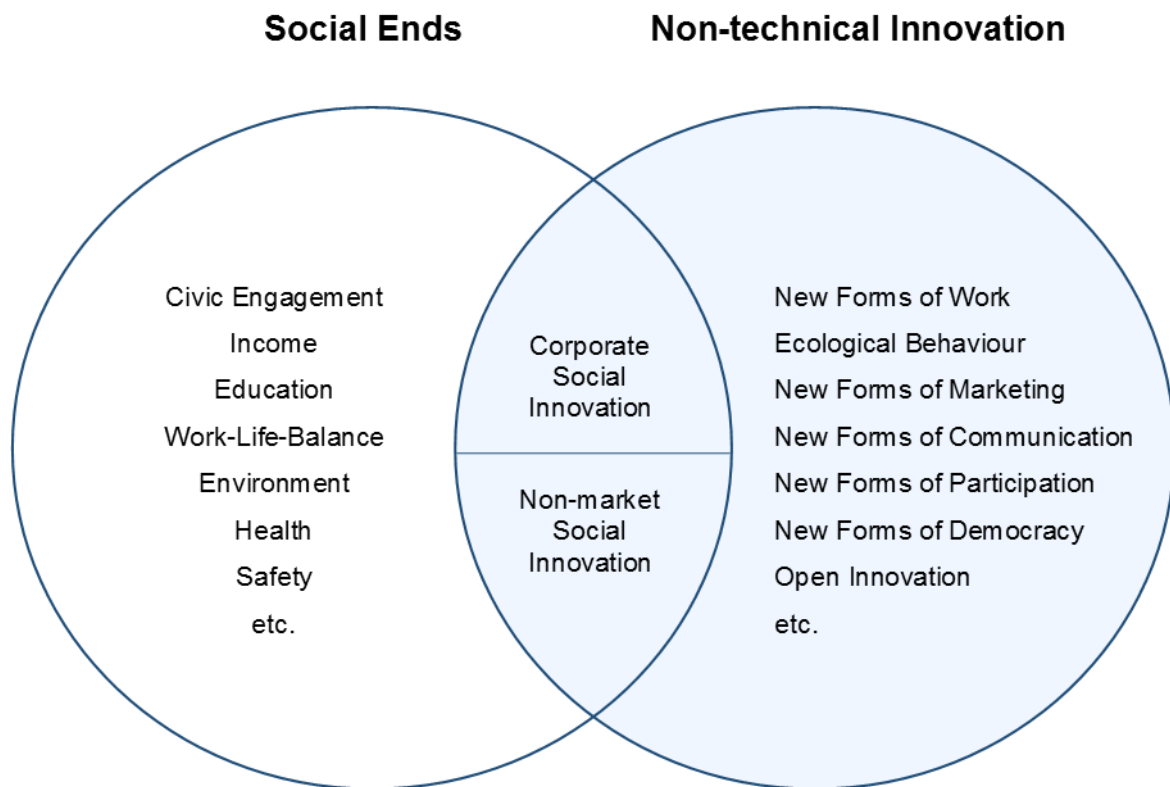 Social Ends
Non-technical Innovation
Civic Engagement
Income
Education
Work-Life-Balance
Environment
Health
Safety
etc.
Corporate
Social
Innovation
Non-market
Social
Innovation
New Forms of Work
Ecological Behaviour
New Forms of Marketing
New Forms of Communication
New Forms of Participation
New Forms of Democracy
Open Innovation
etc.